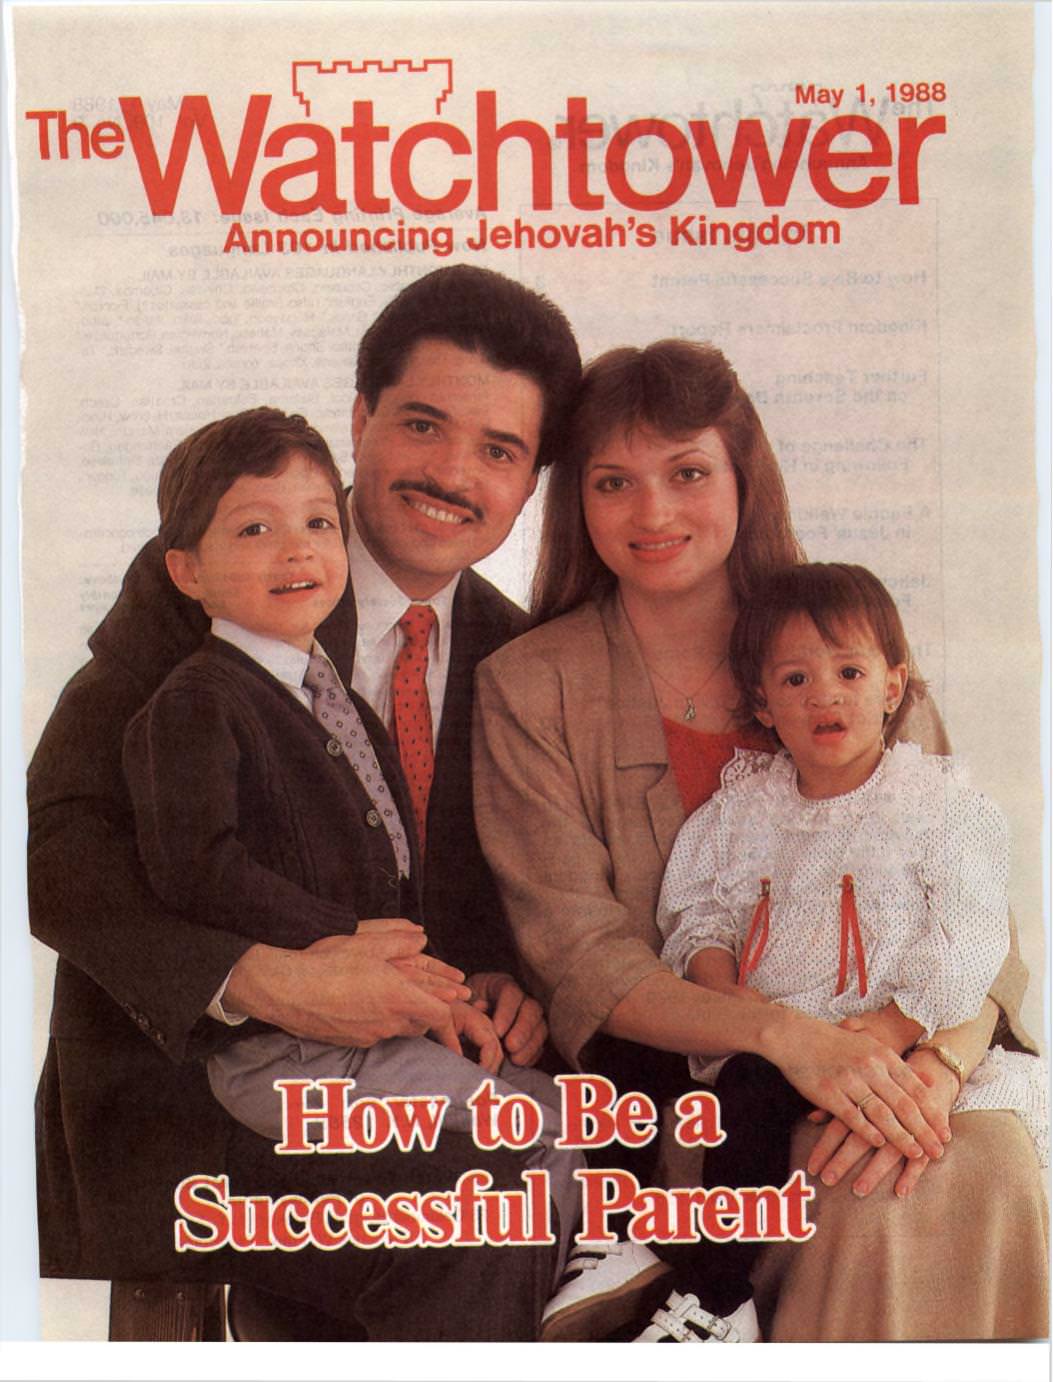 May 1, 1988
The Watchtower
Announcing Jehovah's Kingdom
How to Be a
Successful Parent